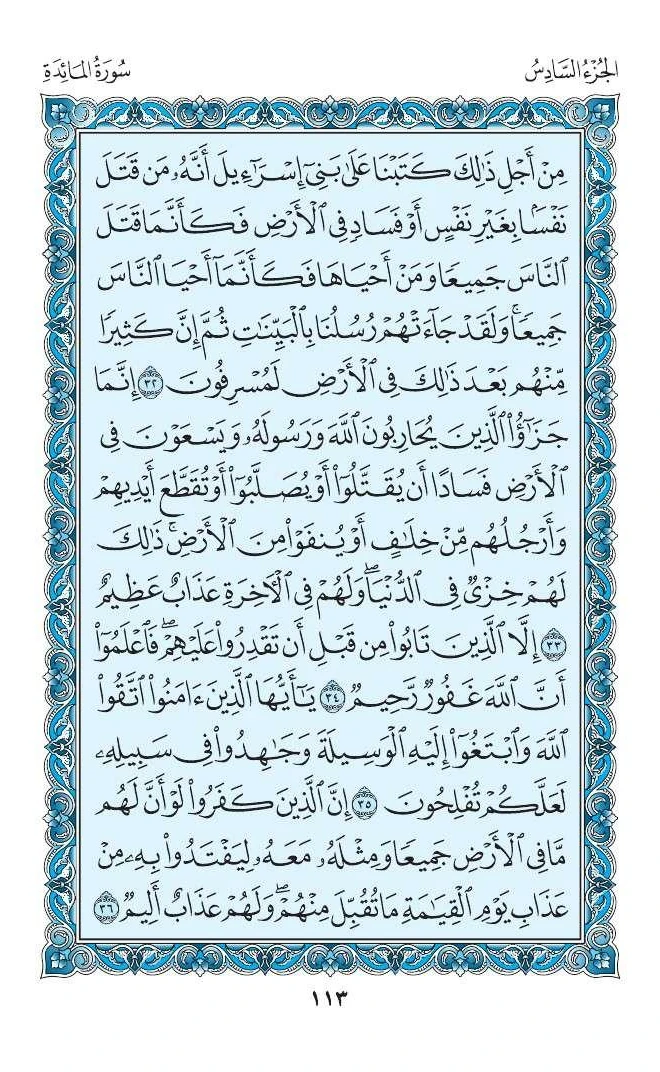 الجُزْءُ السَّادِسُ
سُورَةُ المَائِدَةِ
مِنْ أَجْلِ ذَٰلِكَ كَتَبْنَا عَلَىٰ بَنِىٓ إِسْرَٰٓءِيلَ أَنَّهُۥ مَن قَتَلَ
نَفْسَۢا بِغَيْرِ نَفْسٍ أَوْ فَسَادٍ فِى ٱلْأَرْضِ فَكَأَنَّمَا قَتَلَ
ٱلنَّاسَ جَمِيعًا وَمَنْ أَحْيَاهَا فَكَأَنَّمَآ أَحْيَا ٱلنَّاسَ
جَمِيعًا ۚ وَلَقَدْ جَآءَتْهُمْ رُسُلُنَا بِٱلْبَيِّنَٰتِ ثُمَّ إِنَّ كَثِيرًا
مِّنْهُم بَعْدَ ذَٰلِكَ فِى ٱلْأَرْضِ لَمُسْرِفُونَ ٣٢ إِنَّمَا
جَزَٰٓؤُا۟ ٱلَّذِينَ يُحَارِبُونَ ٱللَّهَ وَرَسُولَهُۥ وَيَسْعَوْنَ فِى
ٱلْأَرْضِ فَسَادًا أَن يُقَتَّلُوٓا۟ أَوْ يُصَلَّبُوٓا۟ أَوْ تُقَطَّعَ أَيْدِيهِمْ
وَأَرْجُلُهُم مِّنْ خِلَٰفٍ أَوْ يُنفَوْا۟ مِنَ ٱلْأَرْضِ ۚ ذَٰلِكَ
لَهُمْ خِزْىٌ فِى ٱلدُّنْيَا ۖ وَلَهُمْ فِى ٱلْءَاخِرَةِ عَذَابٌ عَظِيمٌ
٣٣ إِلَّا ٱلَّذِينَ تَابُوا۟ مِن قَبْلِ أَن تَقْدِرُوا۟ عَلَيْهِمْ ۖ فَٱعْلَمُوٓا۟
أَنَّ ٱللَّهَ غَفُورٌ رَّحِيمٌ ٣٤ يَٰٓأَيُّهَا ٱلَّذِينَ ءَامَنُوا۟ ٱتَّقُوا۟
ٱللَّهَ وَٱبْتَغُوٓا۟ إِلَيْهِ ٱلْوَسِيلَةَ وَجَٰهِدُوا۟ فِى سَبِيلِهِۦ
لَعَلَّكُمْ تُفْلِحُونَ ٣٥ إِنَّ ٱلَّذِينَ كَفَرُوا۟ لَوْ أَنَّ لَهُم
مَّا فِى ٱلْأَرْضِ جَمِيعًا وَمِثْلَهُۥ مَعَهُۥ لِيَفْتَدُوا۟ بِهِۦ مِنْ
عَذَابِ يَوْمِ ٱلْقِيَٰمَةِ مَا تُقُبِّلَ مِنْهُمْ ۖ وَلَهُمْ عَذَابٌ أَلِيمٌ ٣٦
١١٣